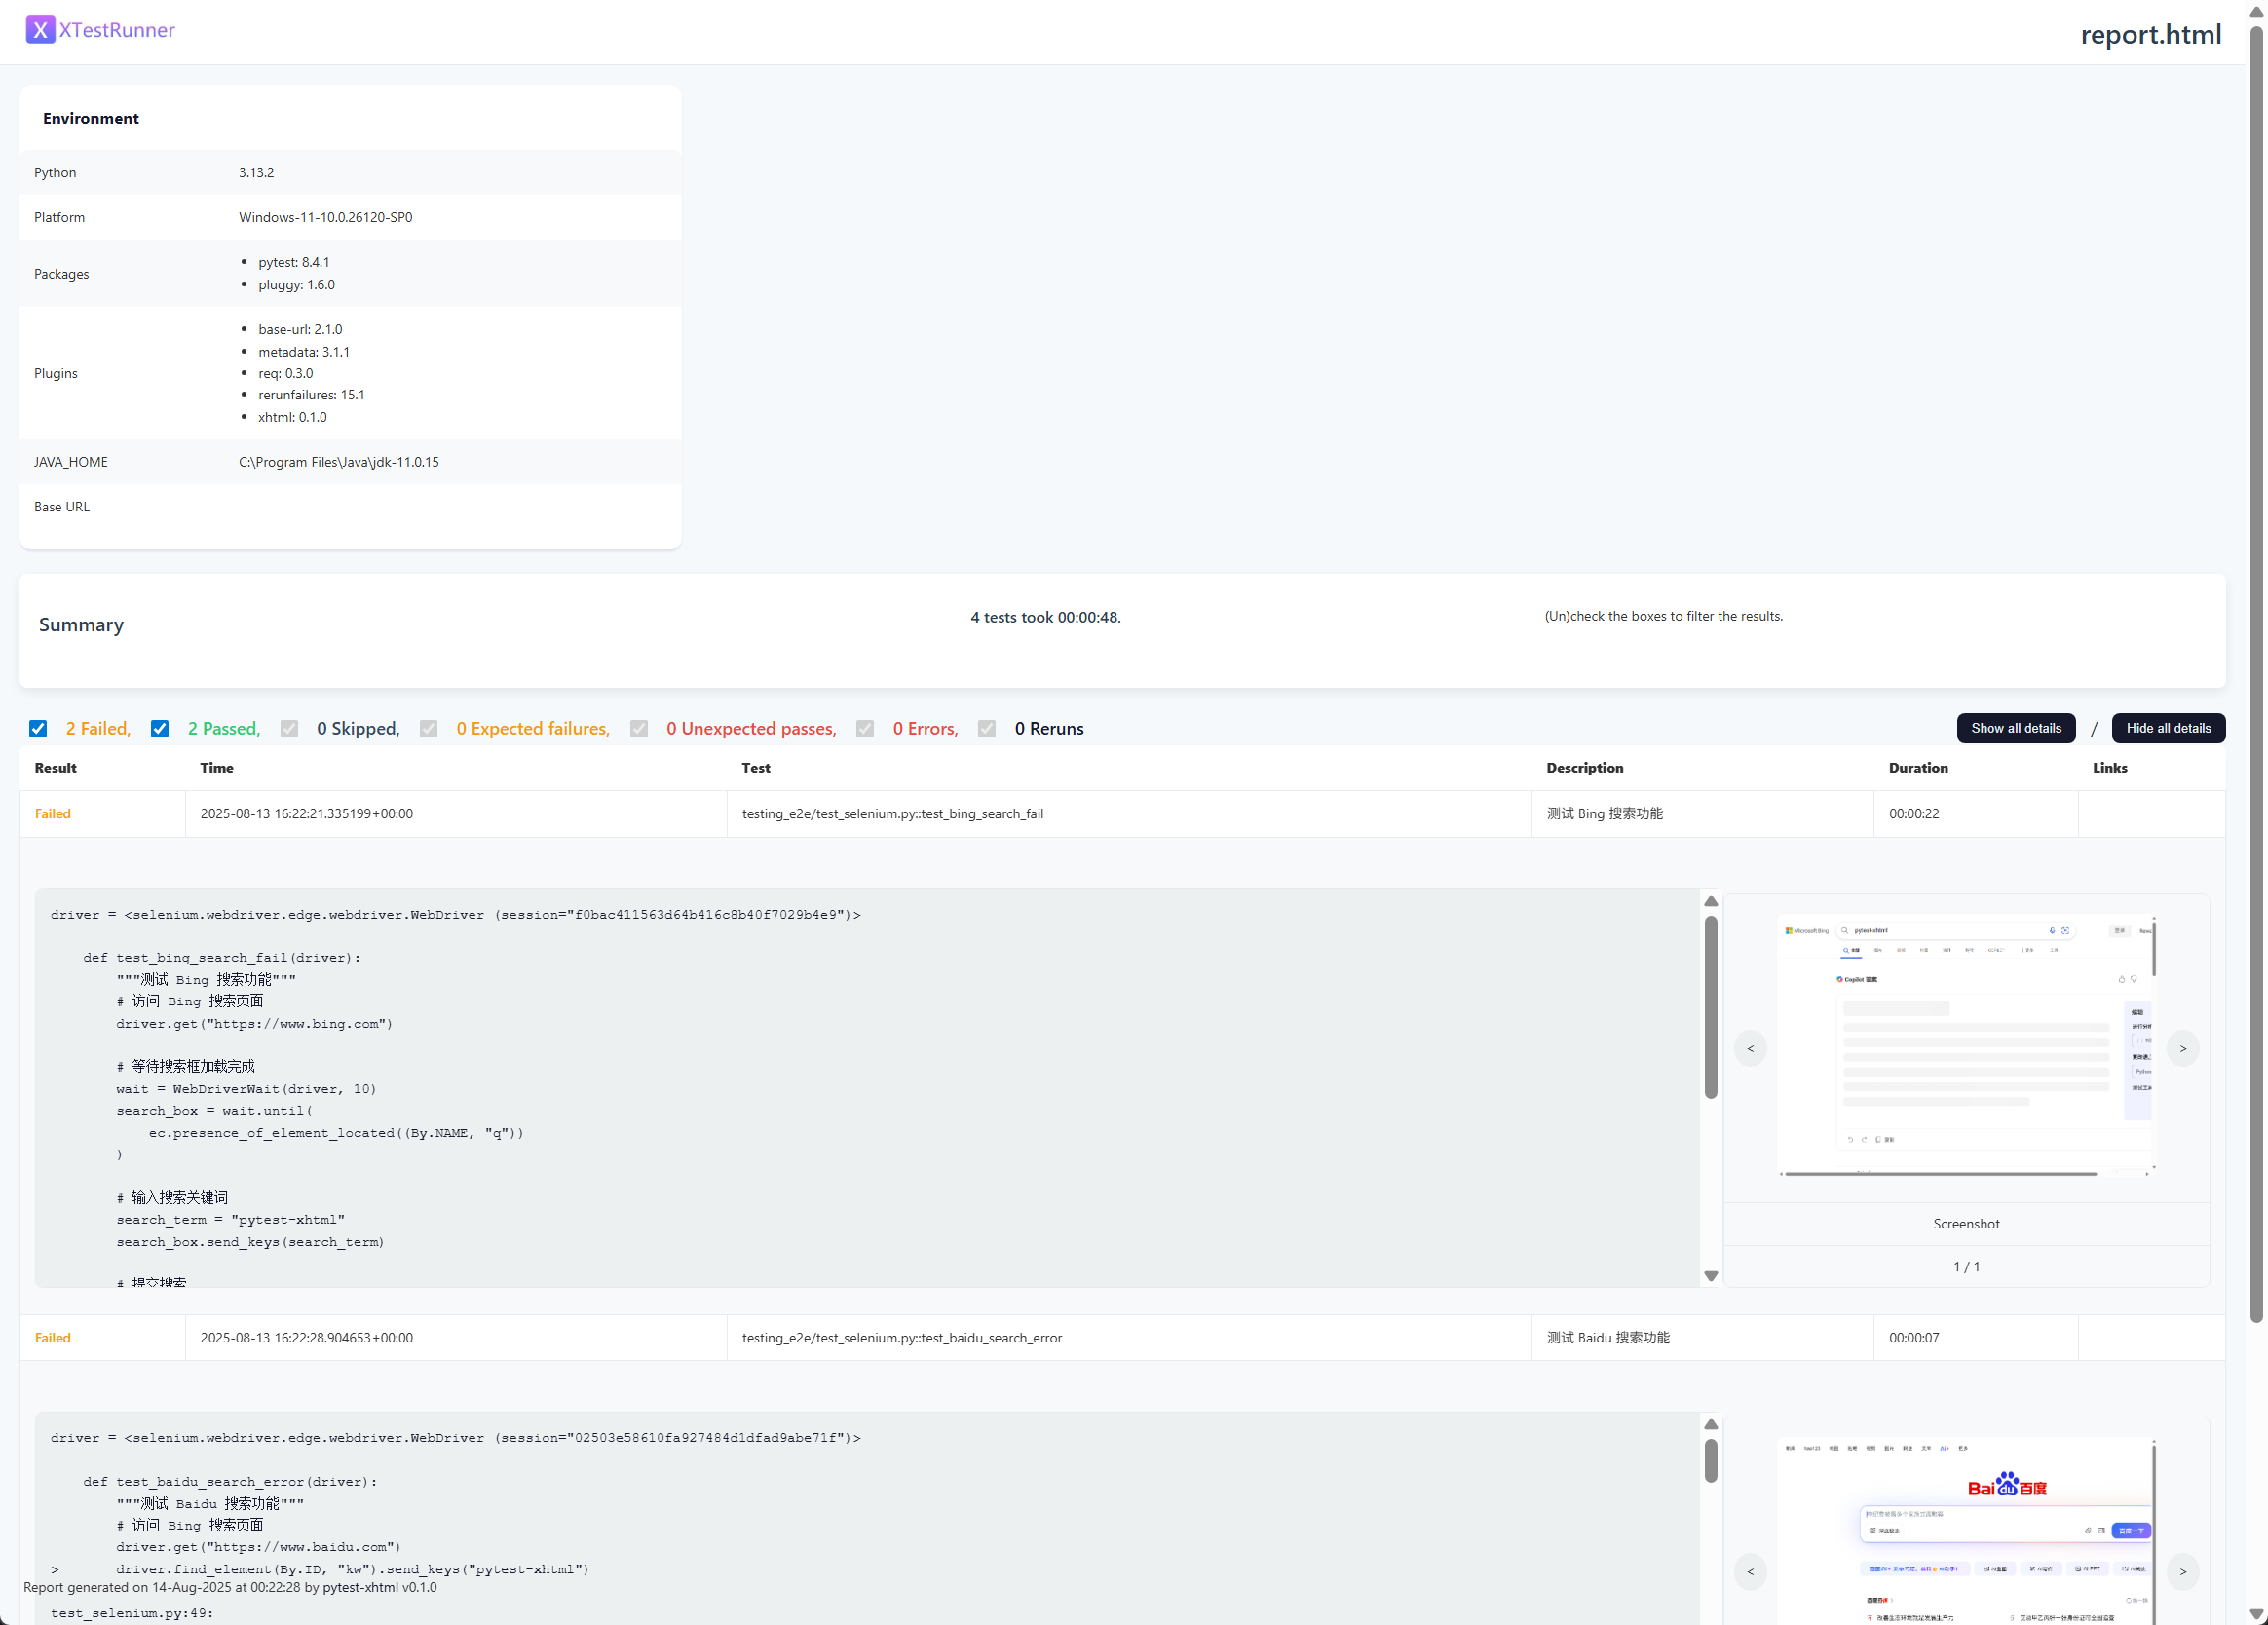 X XTestRunner
report.html
Environment
Python 3.13.2
Platform Windows-11-10.0.26120-SP0
Packages
pytest: 8.4.1
pluggy: 1.6.0
Plugins
base-url: 2.1.0
metadata: 3.1.1
req: 0.3.0
rerunfailures: 15.1
xhtml: 0.1.0
JAVA_HOME C:\Program Files\Java\jdk-11.0.15
Base URL
Summary
4 tests took 00:00:48.
(Un)check the boxes to filter the results.
2 Failed, 2 Passed, 0 Skipped, 0 Expected failures, 0 Unexpected passes, 0 Errors, 0 Reruns
Show all details / Hide all details
Result Time Test Description Duration Links
Failed 2025-08-13 16:22:21.335199+00:00 testing_e2e/test_selenium.py::test_bing_search_fail 测试 Bing 搜索功能 00:00:22
driver = <selenium.webdriver.edge.webdriver.WebDriver (session="f0bac411563d64b416c8b40f7029b4e9")>
def test_bing_search_fail(driver):
"""测试 Bing 搜索功能"""
# 访问 Bing 搜索页面
driver.get("https://www.bing.com")
# 等待搜索框加载完成
wait = WebDriverWait(driver, 10)
search_box = wait.until(
ec.presence_of_element_located((By.NAME, "q"))
)
# 输入搜索关键词
search_term = "pytest-xhtml"
search_box.send_keys(search_term)
# 提交搜索
Microsoft Bing pytest-xhtml
Copilot 答案
<
>
Screenshot
1 / 1
Failed 2025-08-13 16:22:28.904653+00:00 testing_e2e/test_selenium.py::test_baidu_search_error 测试 Baidu 搜索功能 00:00:07
driver = <selenium.webdriver.edge.webdriver.WebDriver (session="02503e58610fa927484d1dfad9abe71f")>
def test_baidu_search_error(driver):
"""测试 Baidu 搜索功能"""
# 访问 Bing 搜索页面
driver.get("https://www.baidu.com")
> driver.find_element(By.ID, "kw").send_keys("pytest-xhtml")
Report generated on 14-Aug-2025 at 00:22:28 by pytest-xhtml v0.1.0
test_selenium.py:49:
Bai du 百度
百度一下
<
>